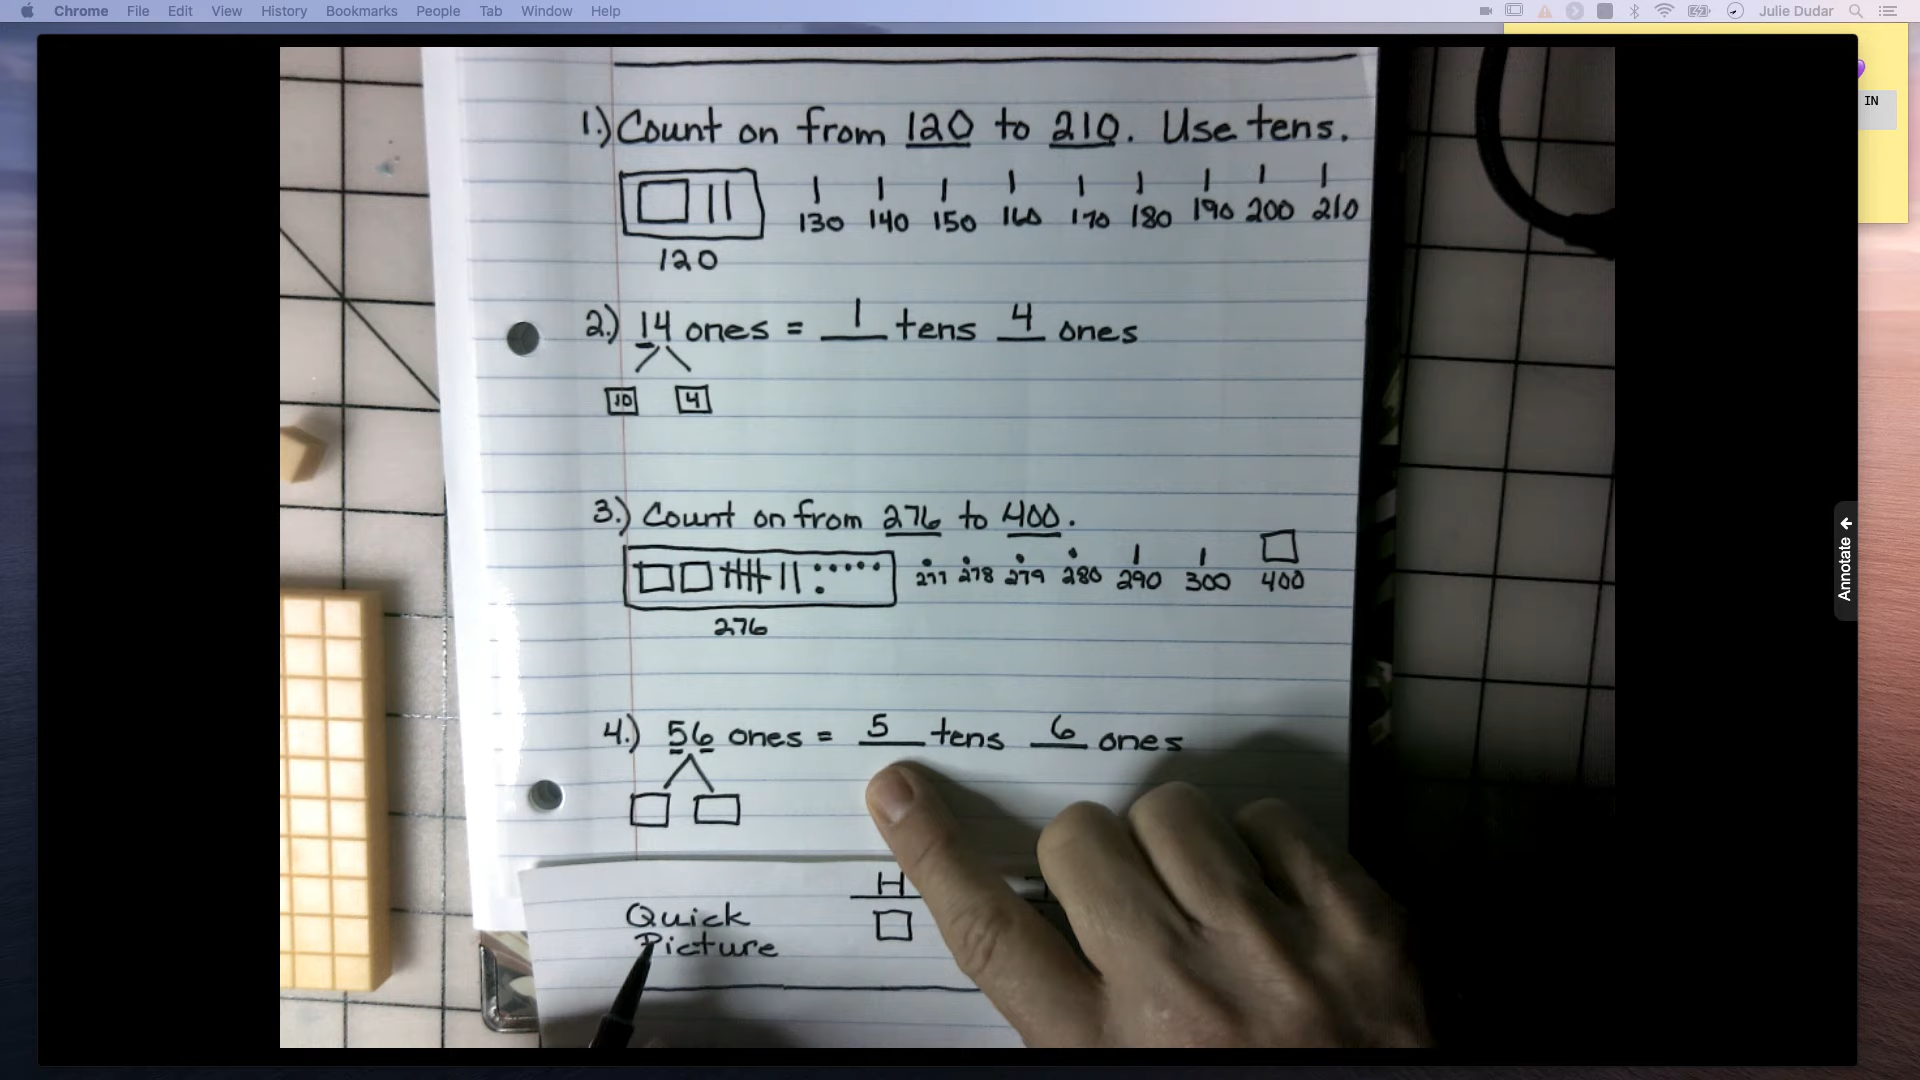 Chrome File Edit View History Bookmarks People Tab Window Help Julie Dudar
IN
1.) Count on from 120 to 210. Use tens.
130 140 150 160 170 180 190 200 210
120
2.) 14 ones = 1 tens 4 ones
10 4
3.) Count on from 276 to 400.
277 278 279 280 290 300 400
276
4.) 56 ones = 5 tens 6 ones
H
Quick
Picture
Annotate